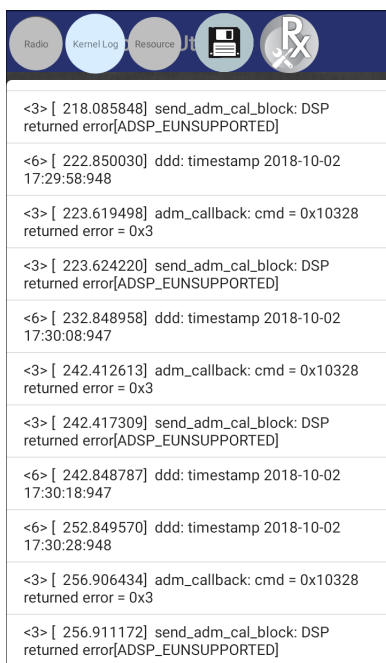 Radio
Kernel Log
Resource
Ut
Rx
<3> [  218.085848]  send_adm_cal_block: DSP
returned error[ADSP_EUNSUPPORTED]
<6> [  222.850030]  ddd: timestamp 2018-10-02
17:29:58:948
<3> [  223.619498]  adm_callback: cmd = 0x10328
returned error = 0x3
<3> [  223.624220]  send_adm_cal_block: DSP
returned error[ADSP_EUNSUPPORTED]
<6> [  232.848958]  ddd: timestamp 2018-10-02
17:30:08:947
<3> [  242.412613]  adm_callback: cmd = 0x10328
returned error = 0x3
<3> [  242.417309]  send_adm_cal_block: DSP
returned error[ADSP_EUNSUPPORTED]
<6> [  242.848787]  ddd: timestamp 2018-10-02
17:30:18:947
<6> [  252.849570]  ddd: timestamp 2018-10-02
17:30:28:948
<3> [  256.906434]  adm_callback: cmd = 0x10328
returned error = 0x3
<3> [  256.911172]  send_adm_cal_block: DSP
returned error[ADSP_EUNSUPPORTED]